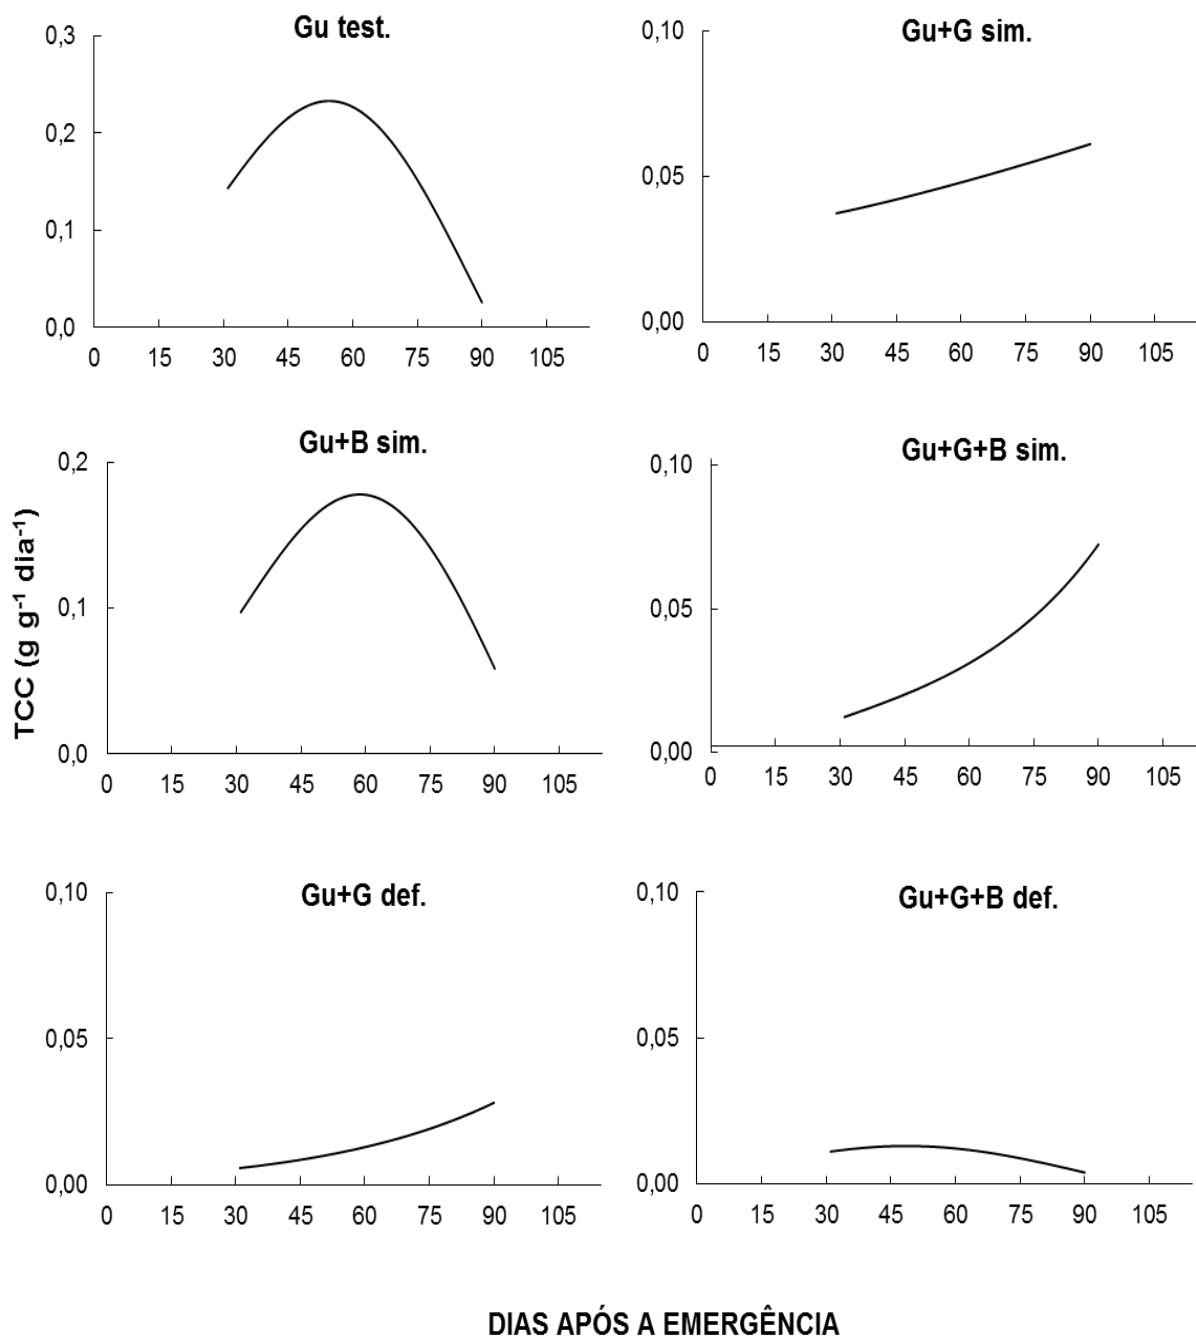 Gu test.
0,3
0,2
0,1
0,0
0 15 30 45 60 75 90 105
Gu+G sim.
0,10
0,05
0,00
0 15 30 45 60 75 90 105
Gu+B sim.
0,2
0,1
0,0
0 15 30 45 60 75 90 105
Gu+G+B sim.
0,10
0,05
0,00
0 15 30 45 60 75 90 105
TCC (g g⁻¹ dia⁻¹)
Gu+G def.
0,10
0,05
0,00
0 15 30 45 60 75 90 105
Gu+G+B def.
0,10
0,05
0,00
0 15 30 45 60 75 90 105
DIAS APÓS A EMERGÊNCIA